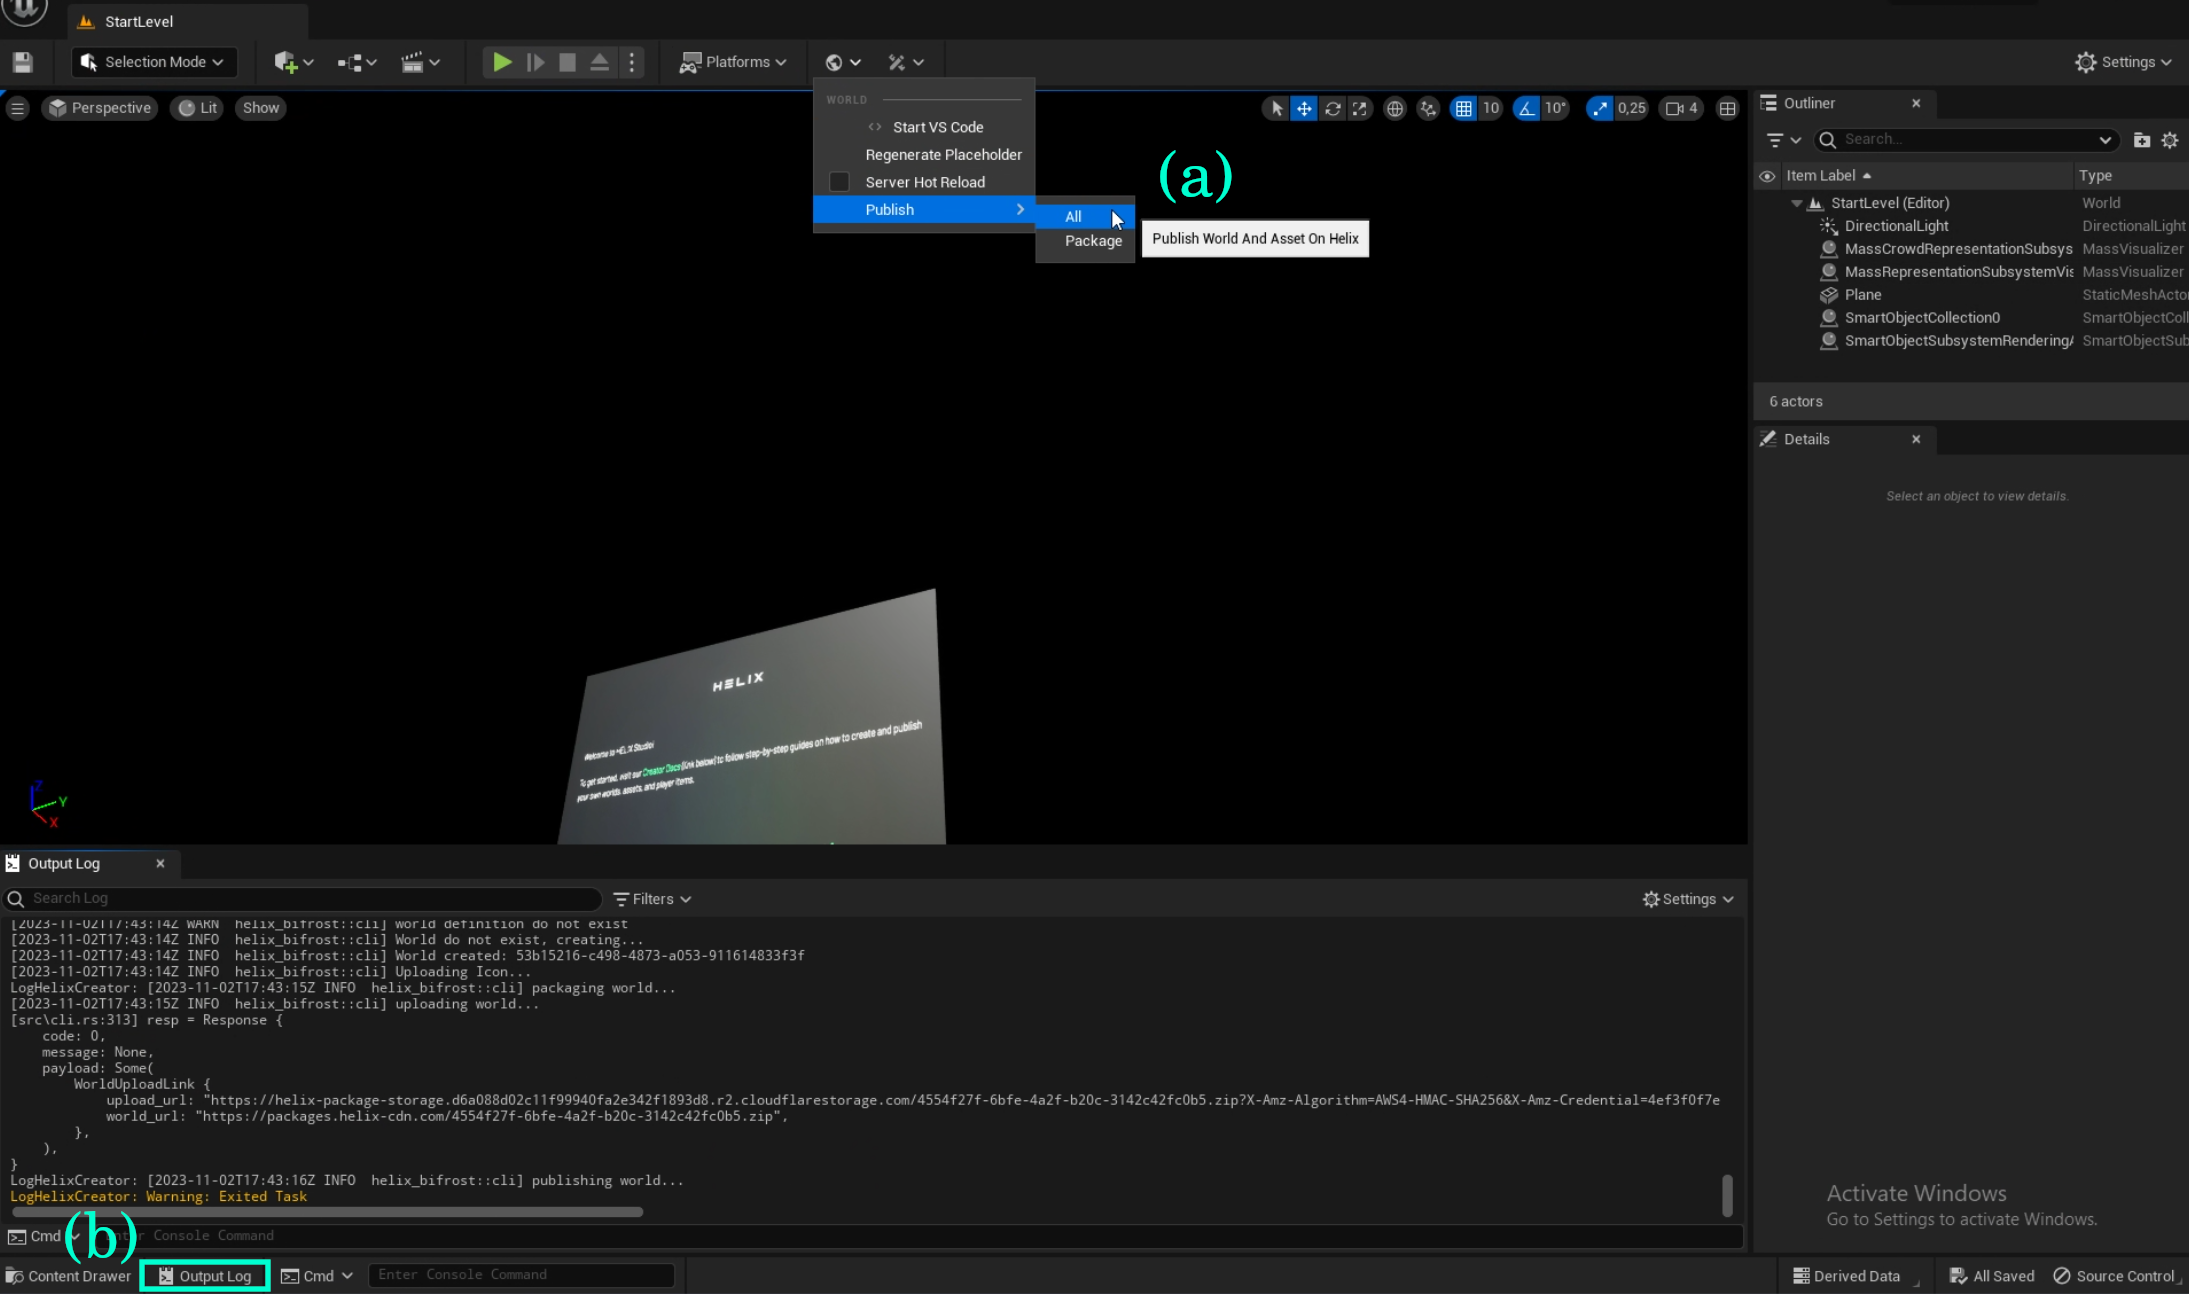 StartLevel
Selection Mode
Platforms
Settings
Perspective
Lit
Show
10
10°
0,25
4
WORLD
Start VS Code
Regenerate Placeholder
Server Hot Reload
Publish
All
Package
Publish World And Asset On Helix
(a)
Outliner
Search...
Item Label
Type
StartLevel (Editor) World
DirectionalLight DirectionalLight
MassCrowdRepresentationSubsys MassVisualizer
MassRepresentationSubsystemVis MassVisualizer
Plane StaticMeshActo
SmartObjectCollection0 SmartObjectColl
SmartObjectSubsystemRenderingA SmartObjectSub
6 actors
Details
Select an object to view details.
HELIX
Welcome to HELIX Studio!
To get started, visit our Creator Docs (link below) to follow step-by-step guides on how to create and publish
your own worlds, assets, and player items.
Z
Y
X
Output Log
Search Log
Filters
Settings
[2023-11-02T17:43:14Z WARN helix_bifrost::cli] world definition do not exist
[2023-11-02T17:43:14Z INFO helix_bifrost::cli] World do not exist, creating...
[2023-11-02T17:43:14Z INFO helix_bifrost::cli] World created: 53b15216-c498-4873-a053-911614833f3f
[2023-11-02T17:43:14Z INFO helix_bifrost::cli] Uploading Icon...
LogHelixCreator: [2023-11-02T17:43:15Z INFO helix_bifrost::cli] packaging world...
[2023-11-02T17:43:15Z INFO helix_bifrost::cli] uploading world...
[src\cli.rs:313] resp = Response {
code: 0,
message: None,
payload: Some(
WorldUploadLink {
upload_url: "https://helix-package-storage.d6a088d02c11f99940fa2e342f1893d8.r2.cloudflarestorage.com/4554f27f-6bfe-4a2f-b20c-3142c42fc0b5.zip?X-Amz-Algorithm=AWS4-HMAC-SHA256&X-Amz-Credential=4ef3f0f7e
world_url: "https://packages.helix-cdn.com/4554f27f-6bfe-4a2f-b20c-3142c42fc0b5.zip",
},
),
}
LogHelixCreator: [2023-11-02T17:43:16Z INFO helix_bifrost::cli] publishing world...
LogHelixCreator: Warning: Exited Task
Cmd
Console Command
(b)
Activate Windows
Go to Settings to activate Windows.
Content Drawer
Output Log
Cmd
Enter Console Command
Derived Data
All Saved
Source Control